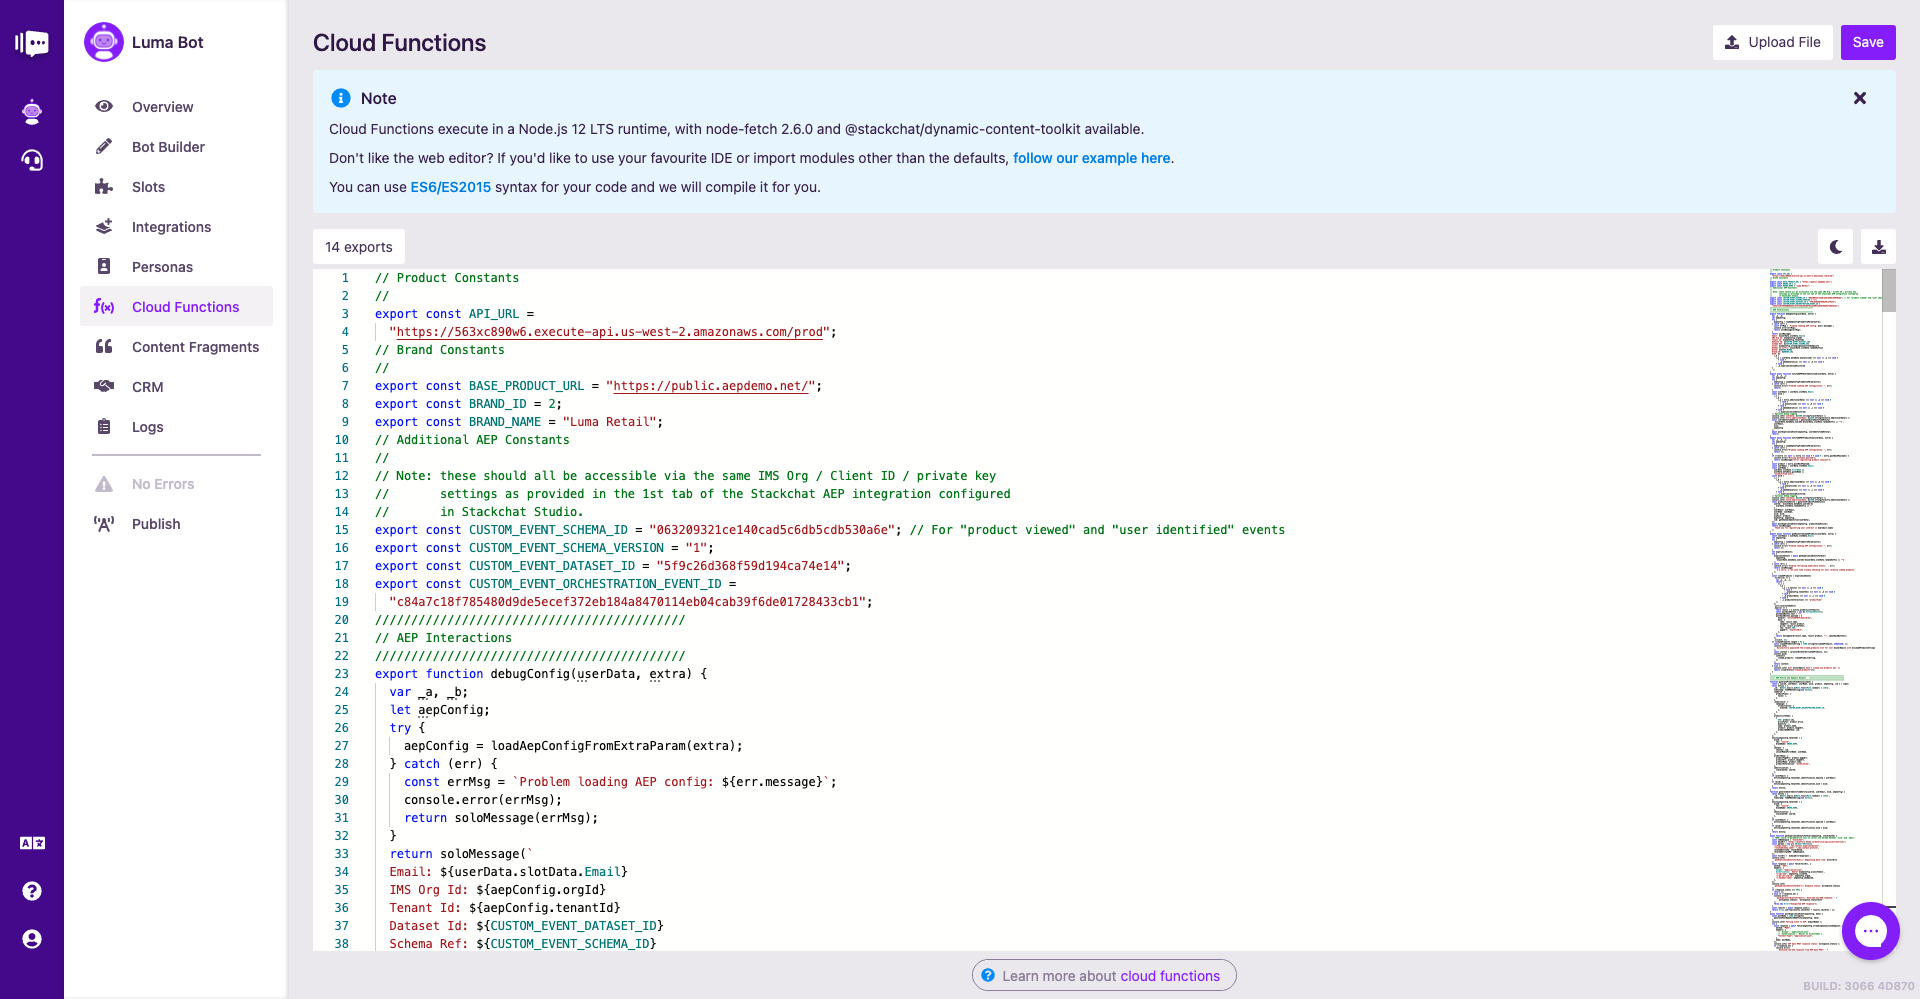 Luma Bot
Overview
Bot Builder
Slots
Integrations
Personas
f(x) Cloud Functions
Content Fragments
CRM
Logs
No Errors
Publish
Cloud Functions
Upload File
Save
Note
Cloud Functions execute in a Node.js 12 LTS runtime, with node-fetch 2.6.0 and @stackchat/dynamic-content-toolkit available.
Don't like the web editor? If you'd like to use your favourite IDE or import modules other than the defaults, follow our example here.
You can use ES6/ES2015 syntax for your code and we will compile it for you.
14 exports
1 // Product Constants
2 //
3 export const API_URL =
4 "https://563xc890w6.execute-api.us-west-2.amazonaws.com/prod";
5 // Brand Constants
6 //
7 export const BASE_PRODUCT_URL = "https://public.aepdemo.net/";
8 export const BRAND_ID = 2;
9 export const BRAND_NAME = "Luma Retail";
10 // Additional AEP Constants
11 //
12 // Note: these should all be accessible via the same IMS Org / Client ID / private key
13 // settings as provided in the 1st tab of the Stackchat AEP integration configured
14 // in Stackchat Studio.
15 export const CUSTOM_EVENT_SCHEMA_ID = "063209321ce140cad5c6db5cdb530a6e"; // For "product viewed" and "user identified" events
16 export const CUSTOM_EVENT_SCHEMA_VERSION = "1";
17 export const CUSTOM_EVENT_DATASET_ID = "5f9c26d368f59d194ca74e14";
18 export const CUSTOM_EVENT_ORCHESTRATION_EVENT_ID =
19 "c84a7c18f785480d9de5ecef372eb184a8470114eb04cab39f6de01728433cb1";
20 ///////////////////////////////////////////
21 // AEP Interactions
22 ///////////////////////////////////////////
23 export function debugConfig(userData, extra) {
24 var _a, _b;
25 let aepConfig;
26 try {
27 aepConfig = loadAepConfigFromExtraParam(extra);
28 } catch (err) {
29 const errMsg = `Problem loading AEP config: ${err.message}`;
30 console.error(errMsg);
31 return soloMessage(errMsg);
32 }
33 return soloMessage(`
34 Email: ${userData.slotData.Email}
35 IMS Org Id: ${aepConfig.orgId}
36 Tenant Id: ${aepConfig.tenantId}
37 Dataset Id: ${CUSTOM_EVENT_DATASET_ID}
38 Schema Ref: ${CUSTOM_EVENT_SCHEMA_ID}
Learn more about cloud functions
BUILD: 3066 4D870